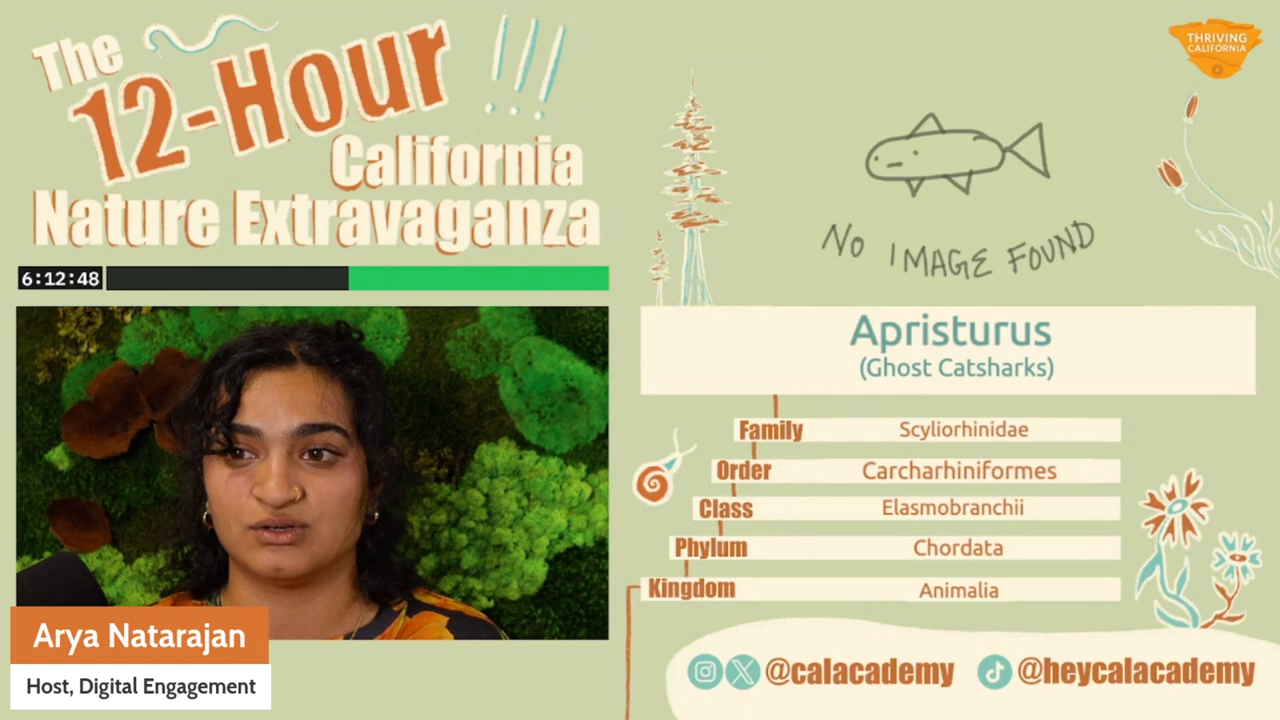 The
12-Hour
!!!
California
Nature Extravaganza
6:12:48
Arya Natarajan
Host, Digital Engagement
THRIVING
CALIFORNIA
NO IMAGE FOUND
Apristurus
(Ghost Catsharks)
Family Scyliorhinidae
Order Carcharhiniformes
Class Elasmobranchii
Phylum Chordata
Kingdom Animalia
@calacademy @heycalacademy